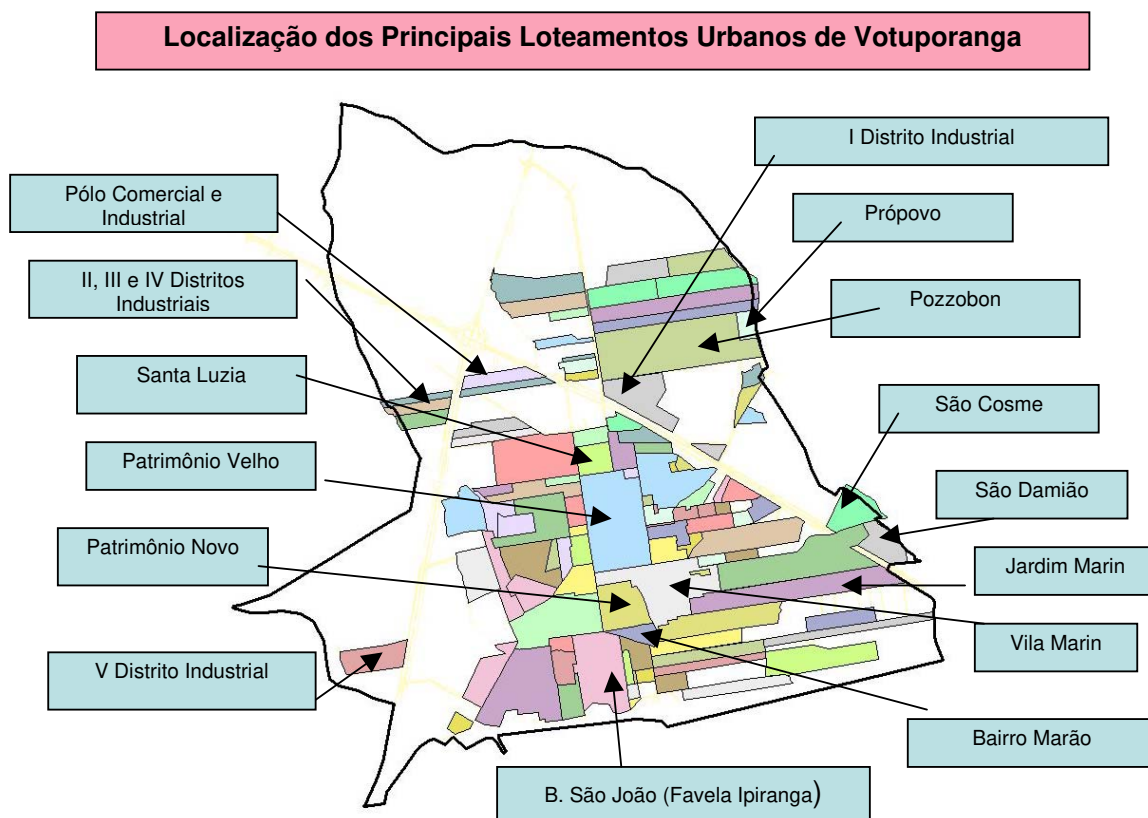 Localização dos Principais Loteamentos Urbanos de Votuporanga
I Distrito Industrial
Pólo Comercial e
Industrial
Própovo
II, III e IV Distritos
Industriais
Pozzobon
Santa Luzia
São Cosme
Patrimônio Velho
São Damião
Patrimônio Novo
Jardim Marin
Vila Marin
V Distrito Industrial
Bairro Marão
B. São João (Favela Ipiranga)